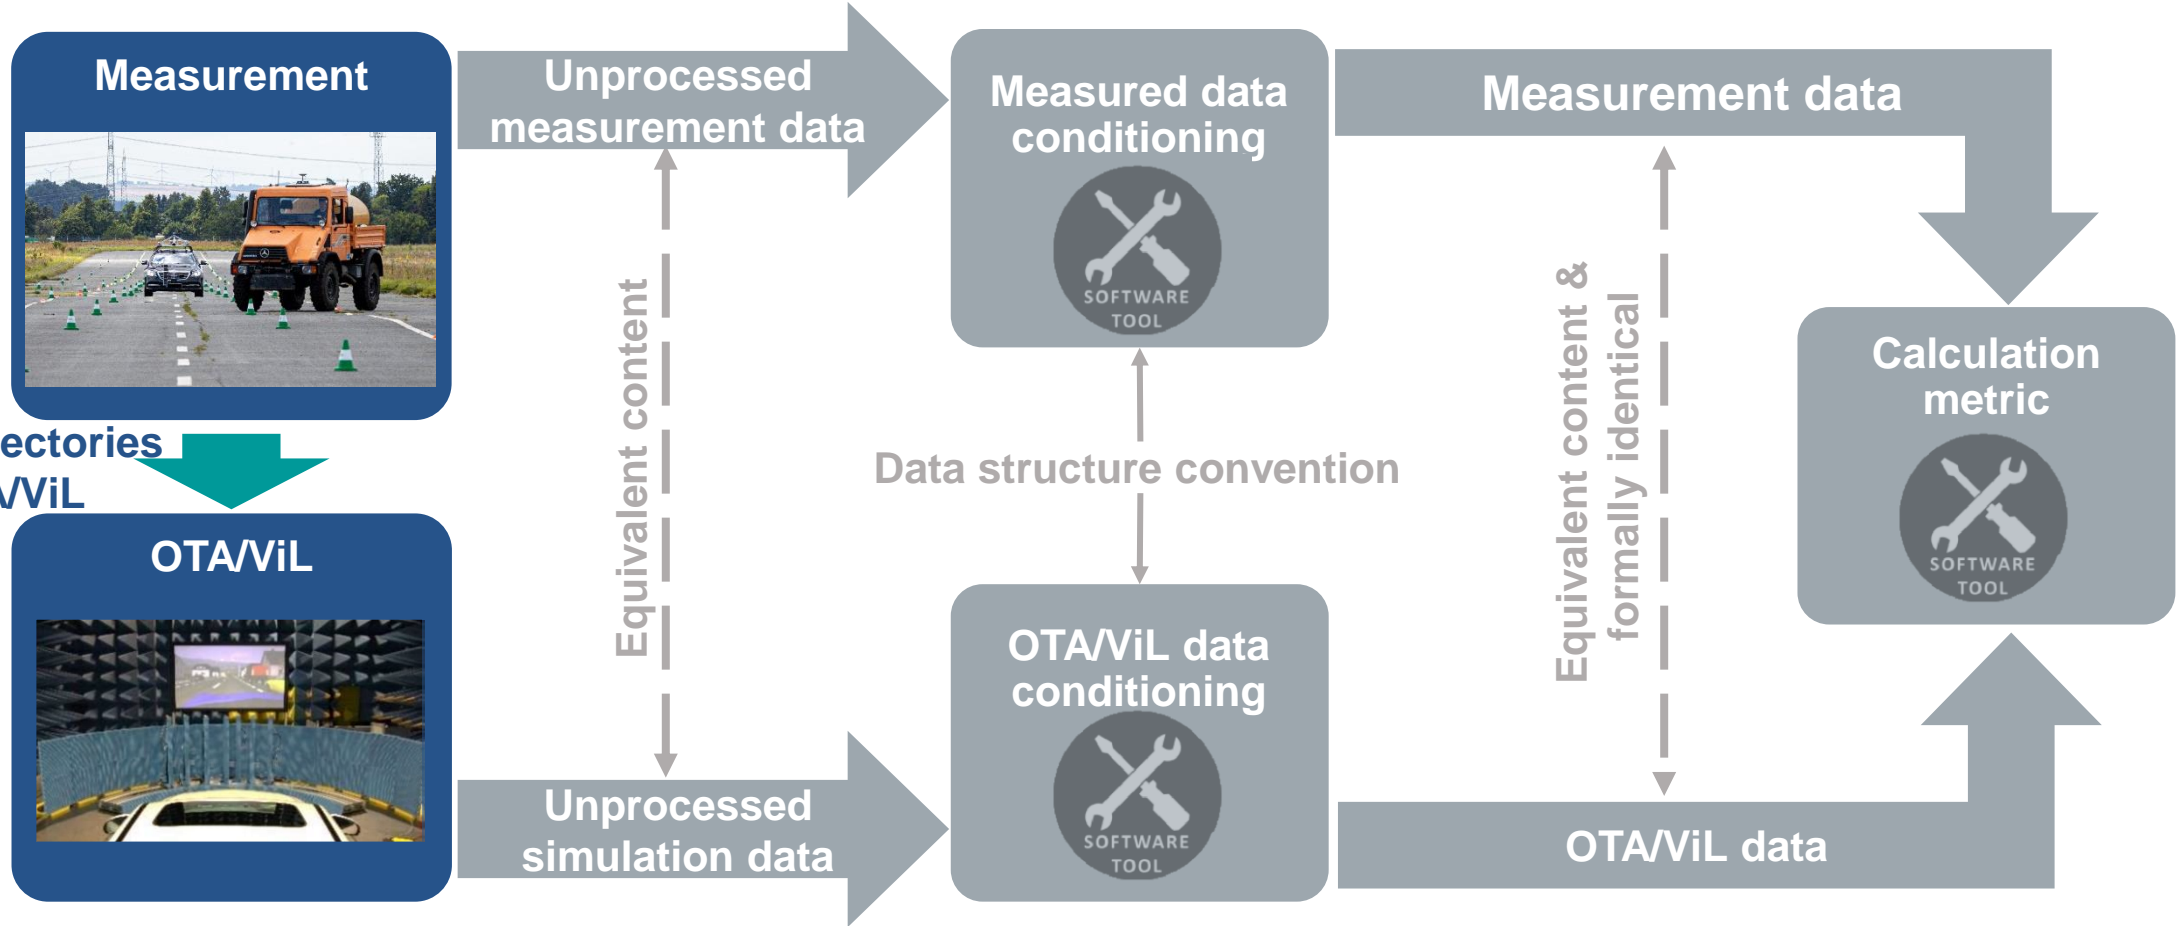 Measurement
Unprocessed
measurement data
Measured data
conditioning
SOFTWARE
TOOL
Measurement data
Equivalent content
Data structure convention
Equivalent content &
formally identical
Calculation
metric
SOFTWARE
TOOL
ectories
/ViL
OTA/ViL
Unprocessed
simulation data
OTA/ViL data
conditioning
SOFTWARE
TOOL
OTA/ViL data